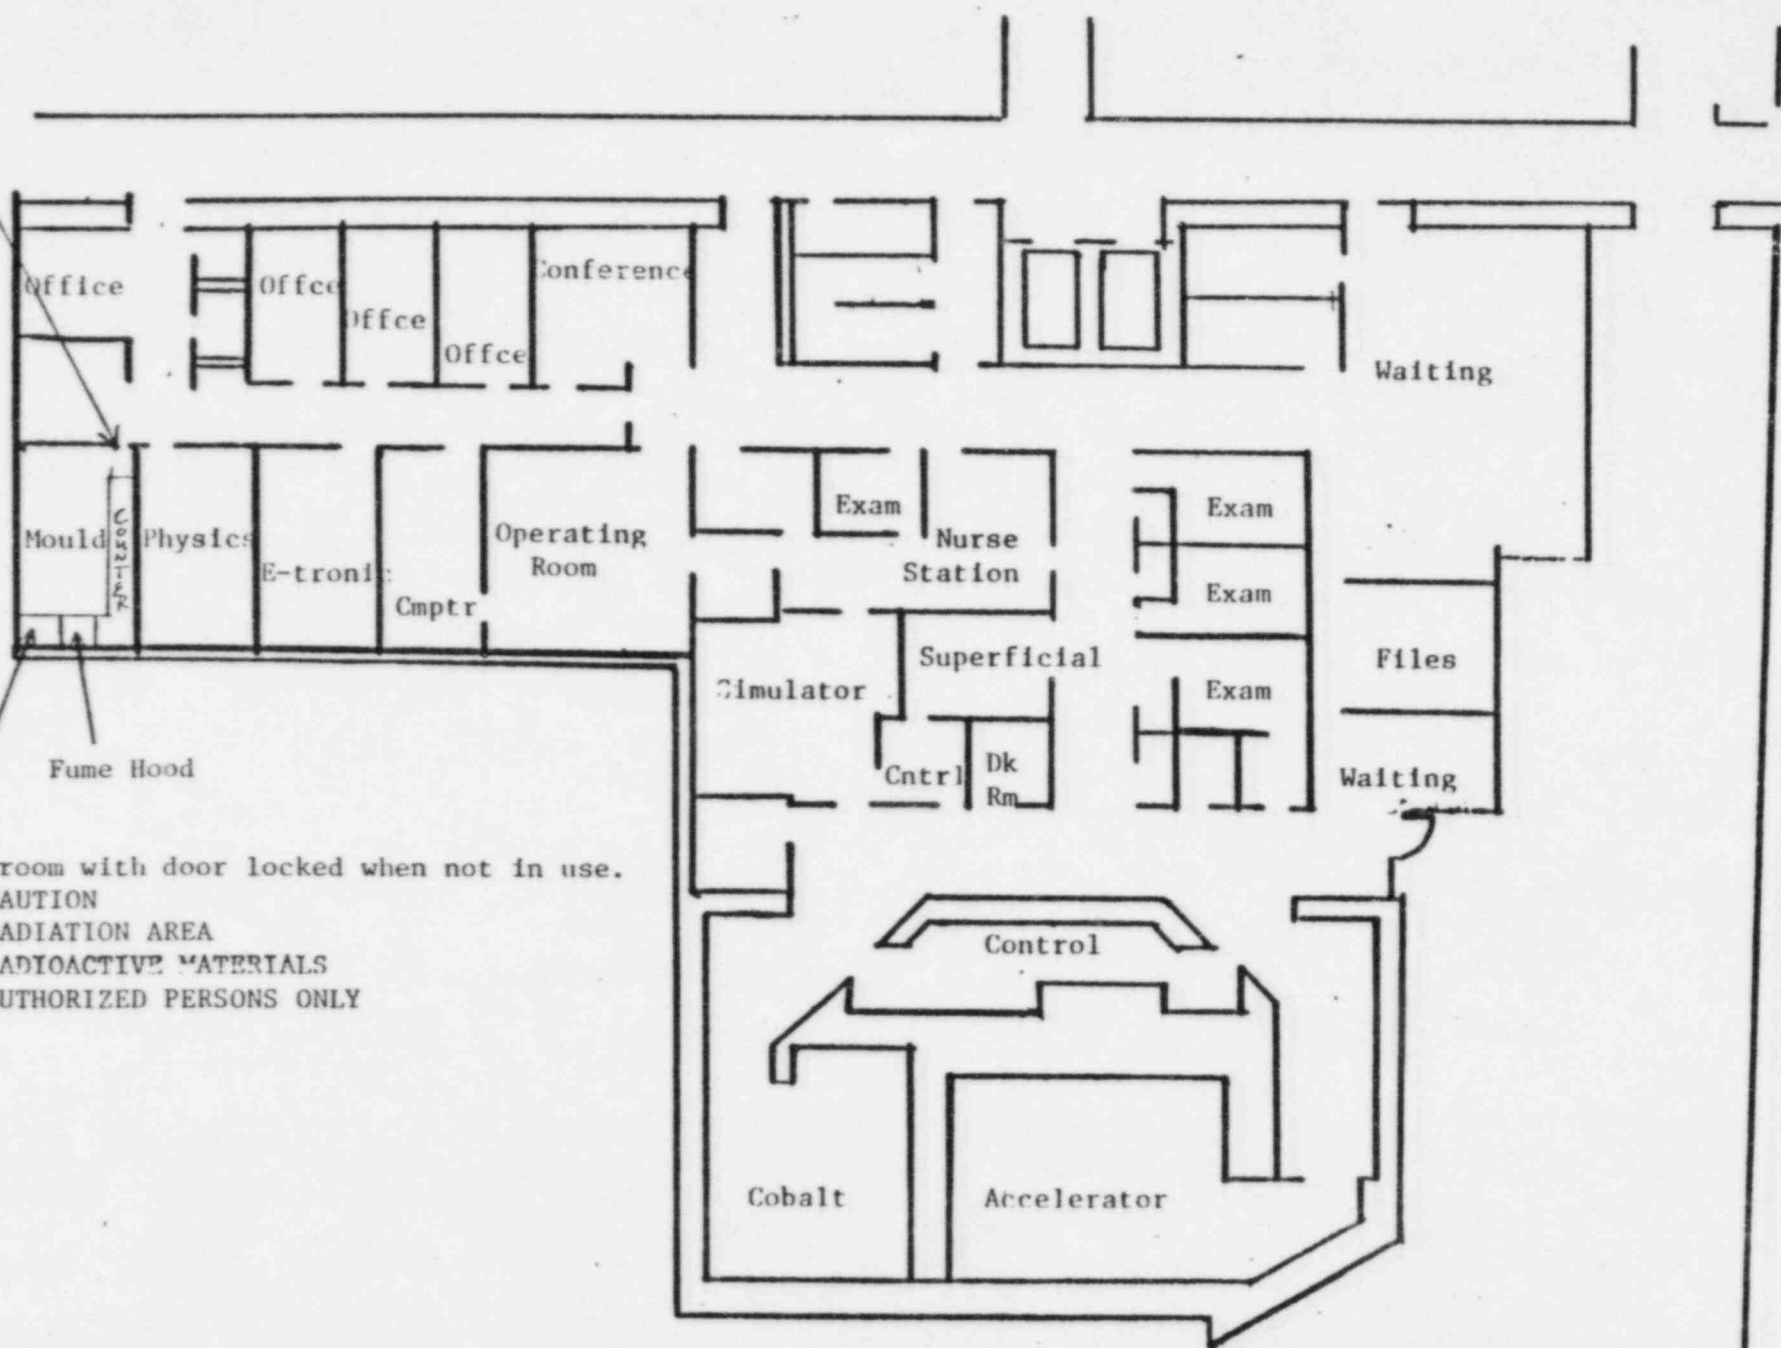 Office
Offce
Offce
Offce
Conference
Waiting
Mould
COUNTER
Physics
E-tronic
Cmptr
Operating
Room
Exam
Nurse
Station
Exam
Exam
Exam
Superficial
Simulator
Cntrl
Dk
Rm
Files
Waiting
Fume Hood
room with door locked when not in use.
AUTION
ADIATION AREA
ADIOACTIVE MATERIALS
UTHORIZED PERSONS ONLY
Control
Cobalt
Accelerator